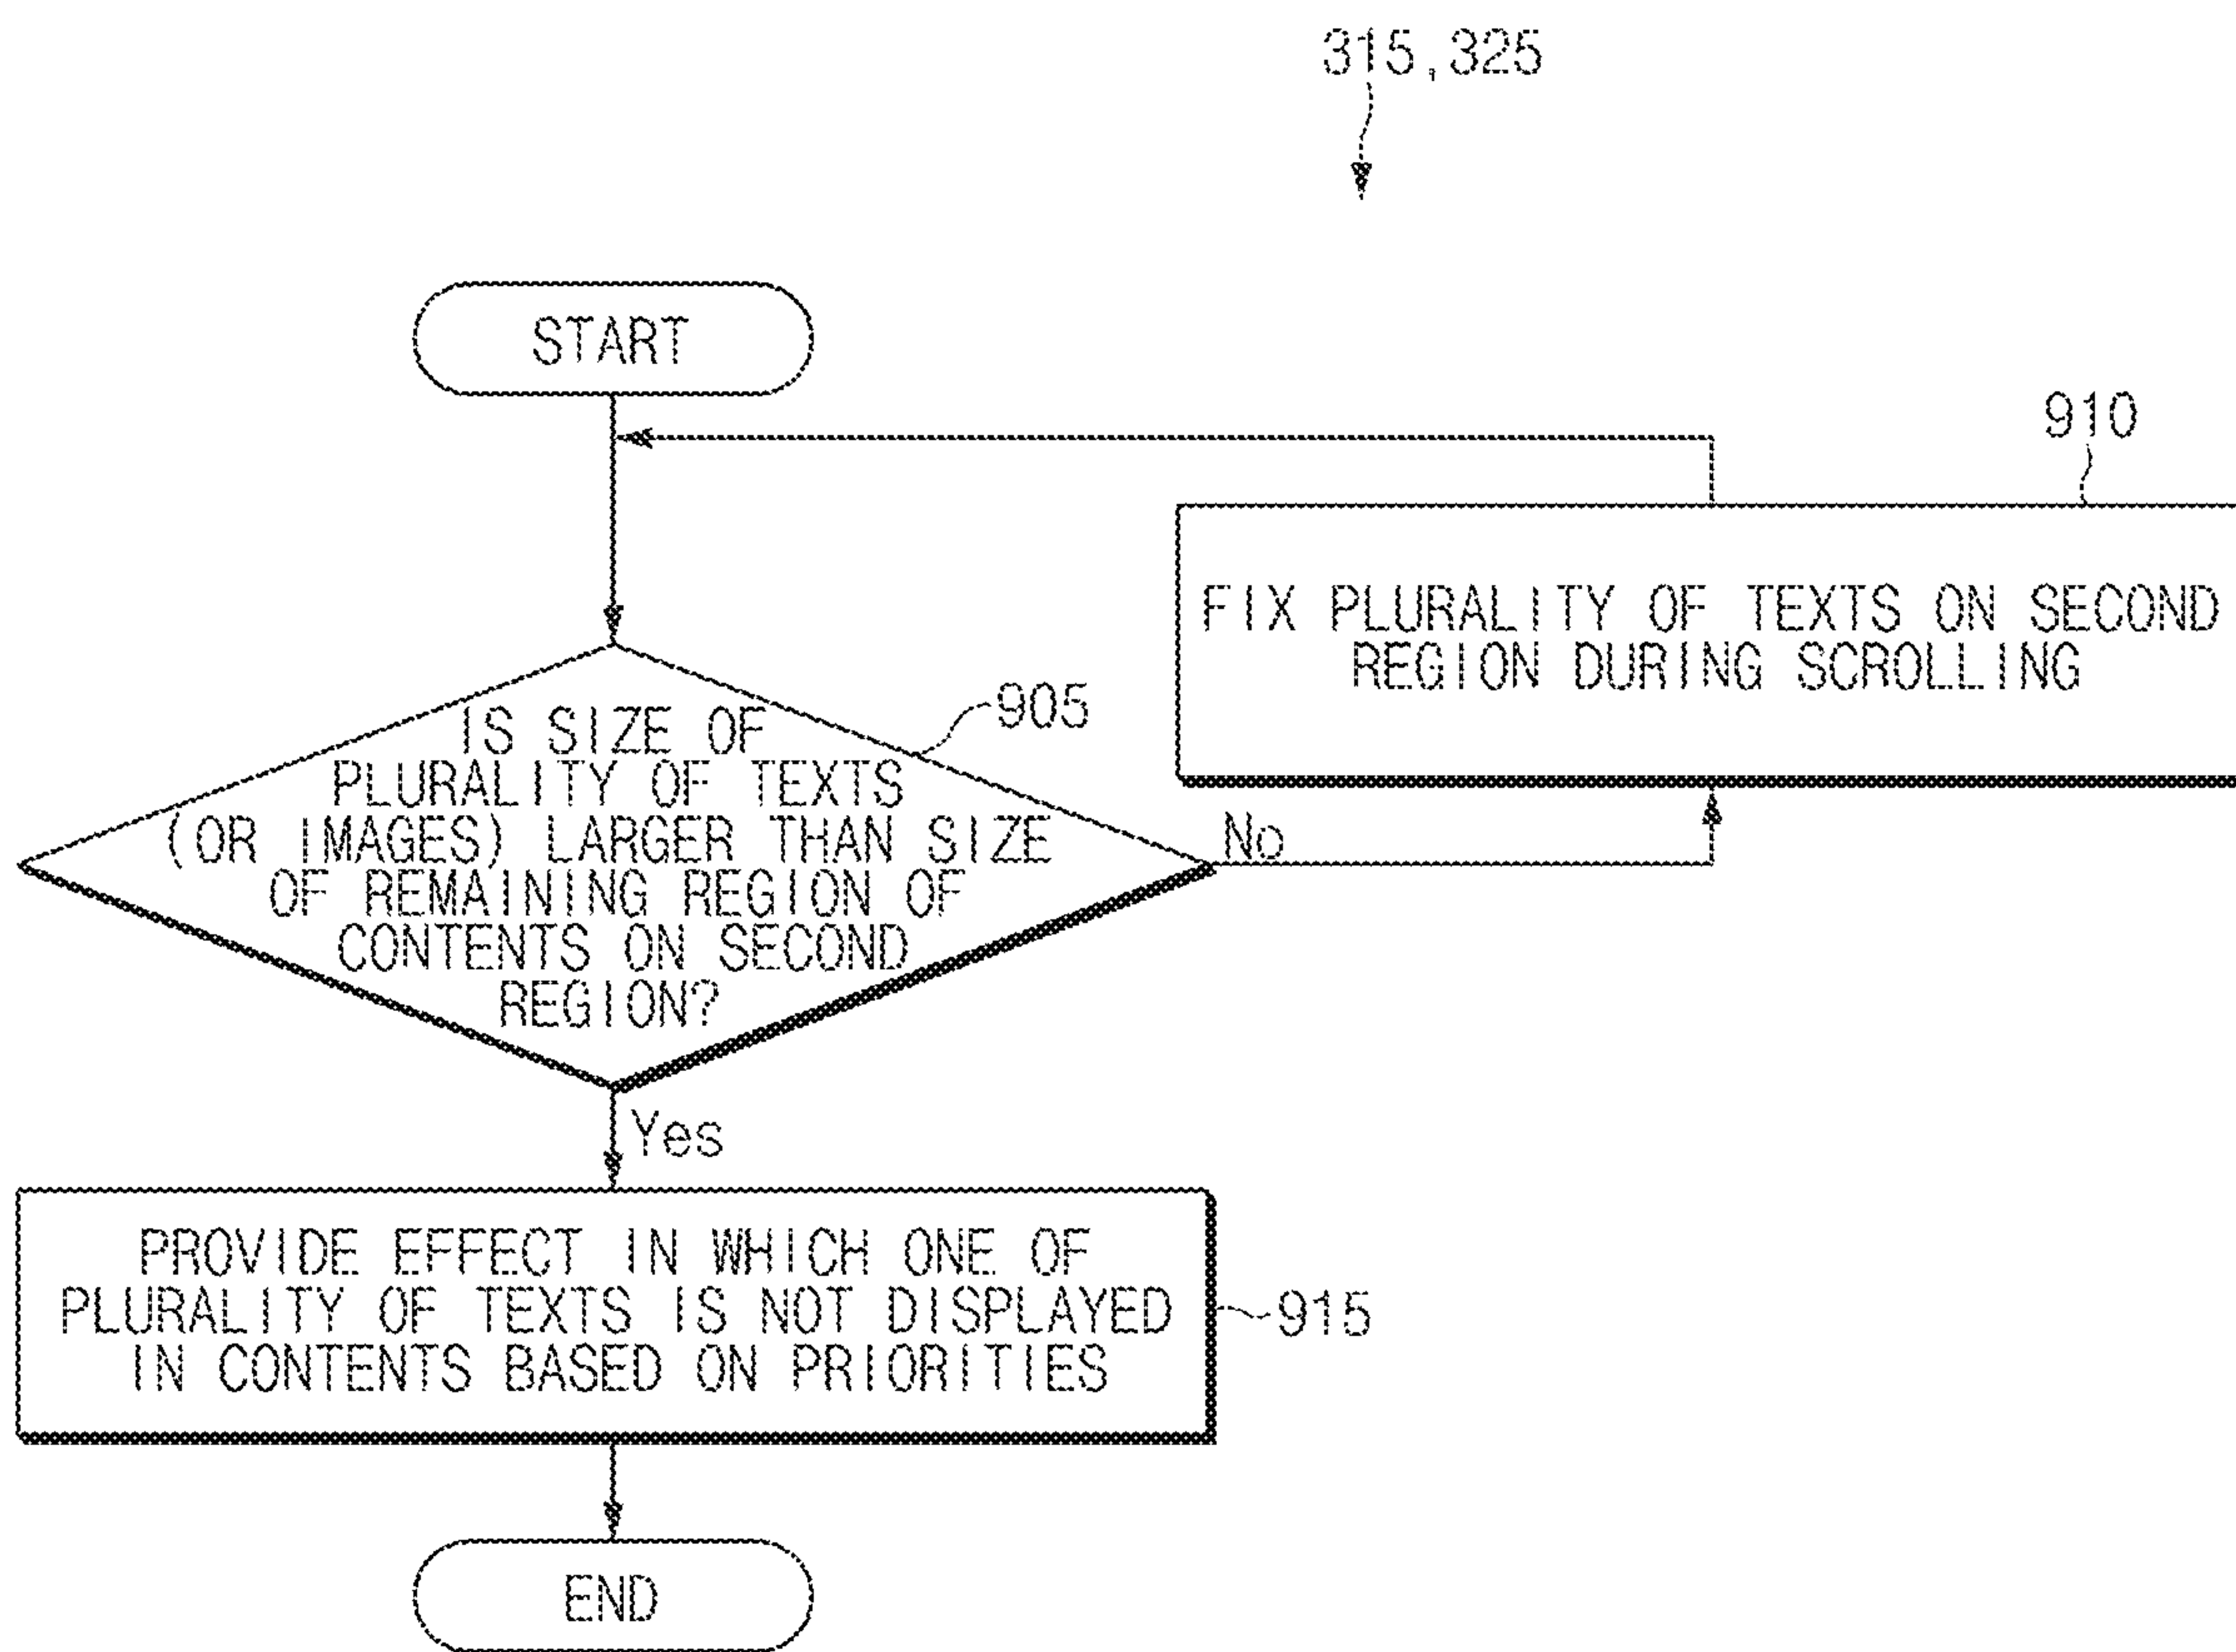 315,325
START
910
FIX PLURALITY OF TEXTS ON SECOND
REGION DURING SCROLLING
905
IS SIZE OF
PLURALITY OF TEXTS
(OR IMAGES) LARGER THAN SIZE
OF REMAINING REGION OF
CONTENTS ON SECOND
REGION?
No
Yes
PROVIDE EFFECT IN WHICH ONE OF
PLURALITY OF TEXTS IS NOT DISPLAYED
IN CONTENTS BASED ON PRIORITIES
915
END